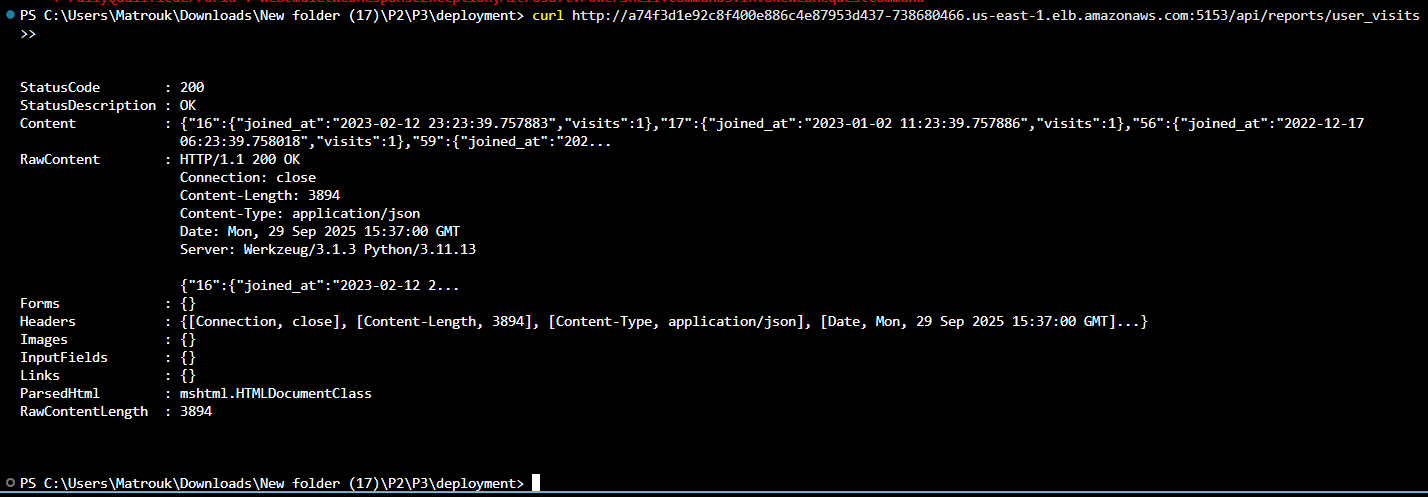 PS C:\Users\Matrouk\Downloads\New folder (17)\P2\P3\deployment> curl http://a74f3d1e92c8f400e886c4e87953d437-738680466.us-east-1.elb.amazonaws.com:5153/api/reports/user_visits
>>
StatusCode        : 200
StatusDescription : OK
Content           : {"16":{"joined_at":"2023-02-12 23:23:39.757883","visits":1},"17":{"joined_at":"2023-01-02 11:23:39.757886","visits":1},"56":{"joined_at":"2022-12-17
                    06:23:39.758018","visits":1},"59":{"joined_at":"202...
RawContent        : HTTP/1.1 200 OK
                    Connection: close
                    Content-Length: 3894
                    Content-Type: application/json
                    Date: Mon, 29 Sep 2025 15:37:00 GMT
                    Server: Werkzeug/3.1.3 Python/3.11.13
                    {"16":{"joined_at":"2023-02-12 2...
Forms             : {}
Headers           : {[Connection, close], [Content-Length, 3894], [Content-Type, application/json], [Date, Mon, 29 Sep 2025 15:37:00 GMT]...}
Images            : {}
InputFields       : {}
Links             : {}
ParsedHtml        : mshtml.HTMLDocumentClass
RawContentLength  : 3894
PS C:\Users\Matrouk\Downloads\New folder (17)\P2\P3\deployment>